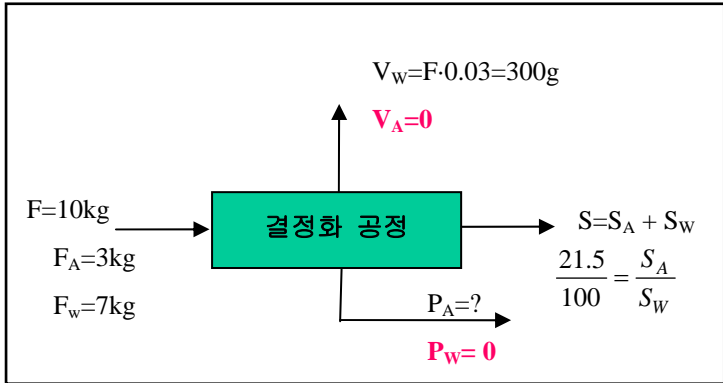 V_W=F·0.03=300g
V_A=0
F=10kg
F_A=3kg
F_w=7kg
결정화 공정
S=S_A + S_W
21.5/100 = S_A/S_W
P_A=?
P_W= 0